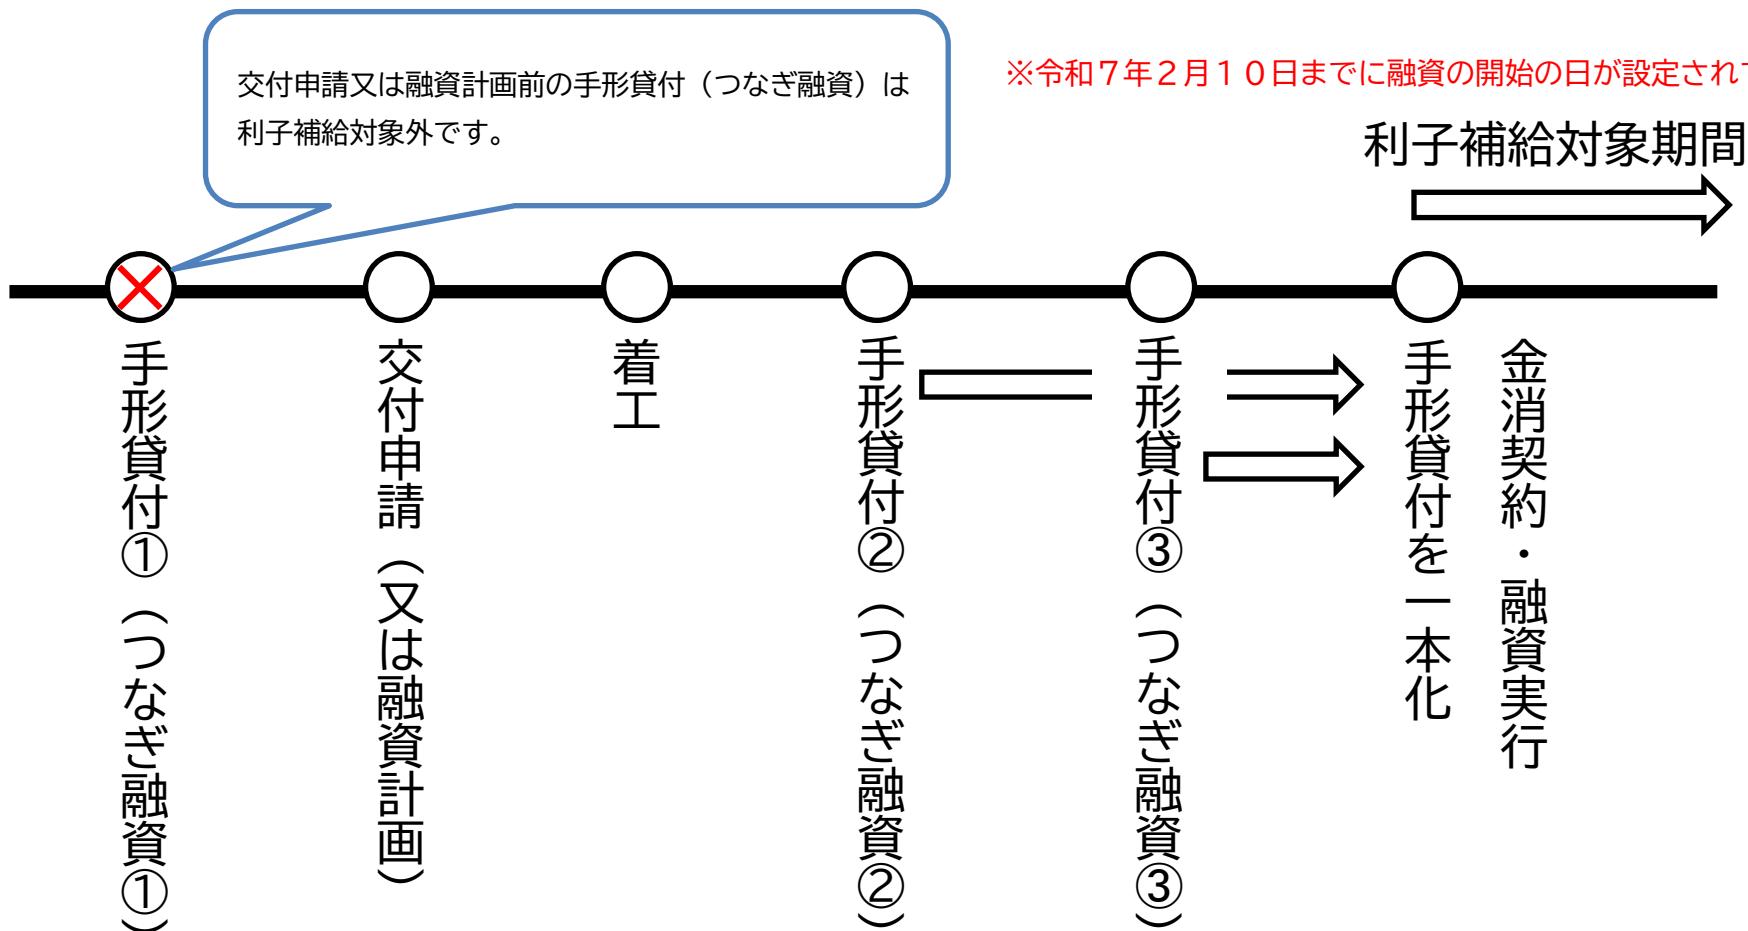 交付申請又は融資計画前の手形貸付（つなぎ融資）は
利子補給対象外です。
※令和７年２月１０日までに融資の開始の日が設定されて
利子補給対象期間
手形貸付①（つなぎ融資①）
交付申請（又は融資計画）
着工
手形貸付②（つなぎ融資②）
手形貸付③（つなぎ融資③）
手形貸付を一本化
金消契約・融資実行